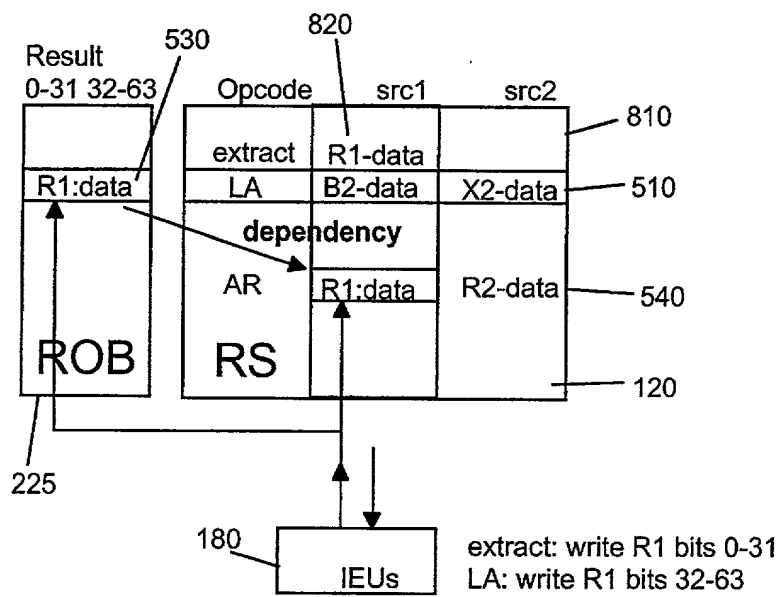 820
530
Result
0-31 32-63
Opcode src1 src2
810
extract R1-data
R1:data LA B2-data X2-data 510
dependency
AR R1:data R2-data 540
ROB RS
120
225
180
IEUs
extract: write R1 bits 0-31
LA: write R1 bits 32-63